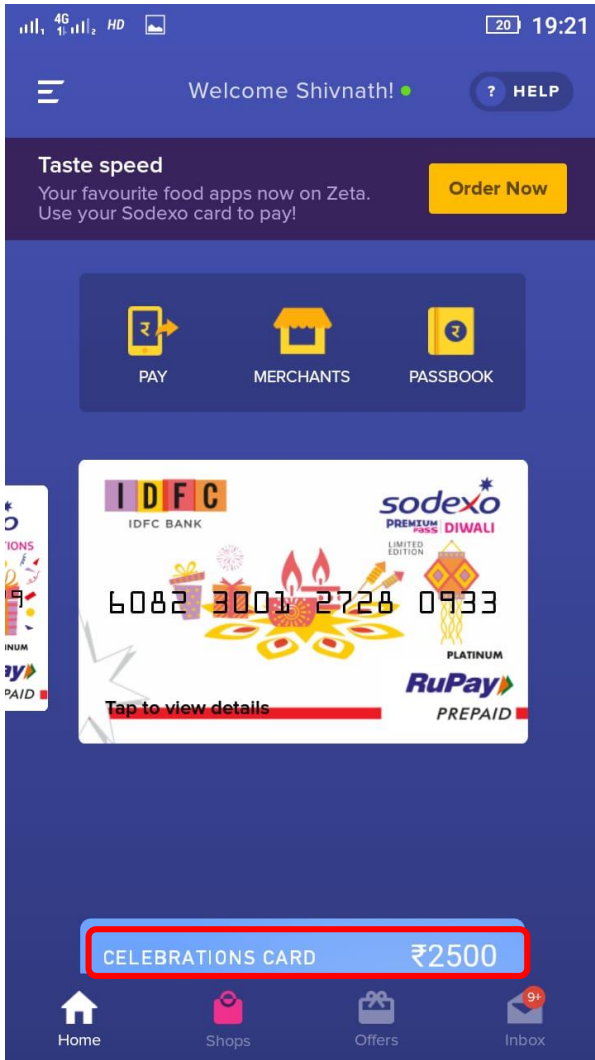 4G HD 20 19:21
Welcome Shivnath! ? HELP
Taste speed
Your favourite food apps now on Zeta.
Use your Sodexo card to pay!
Order Now
PAY MERCHANTS PASSBOOK
IDFC
IDFC BANK
sodexo
PREMIUM Pass DIWALI
LIMITED
EDITION
6082 3001 2728 0933
PLATINUM
RuPay
PREPAID
Tap to view details
CELEBRATIONS CARD ₹2500
9+
Home Shops Offers Inbox